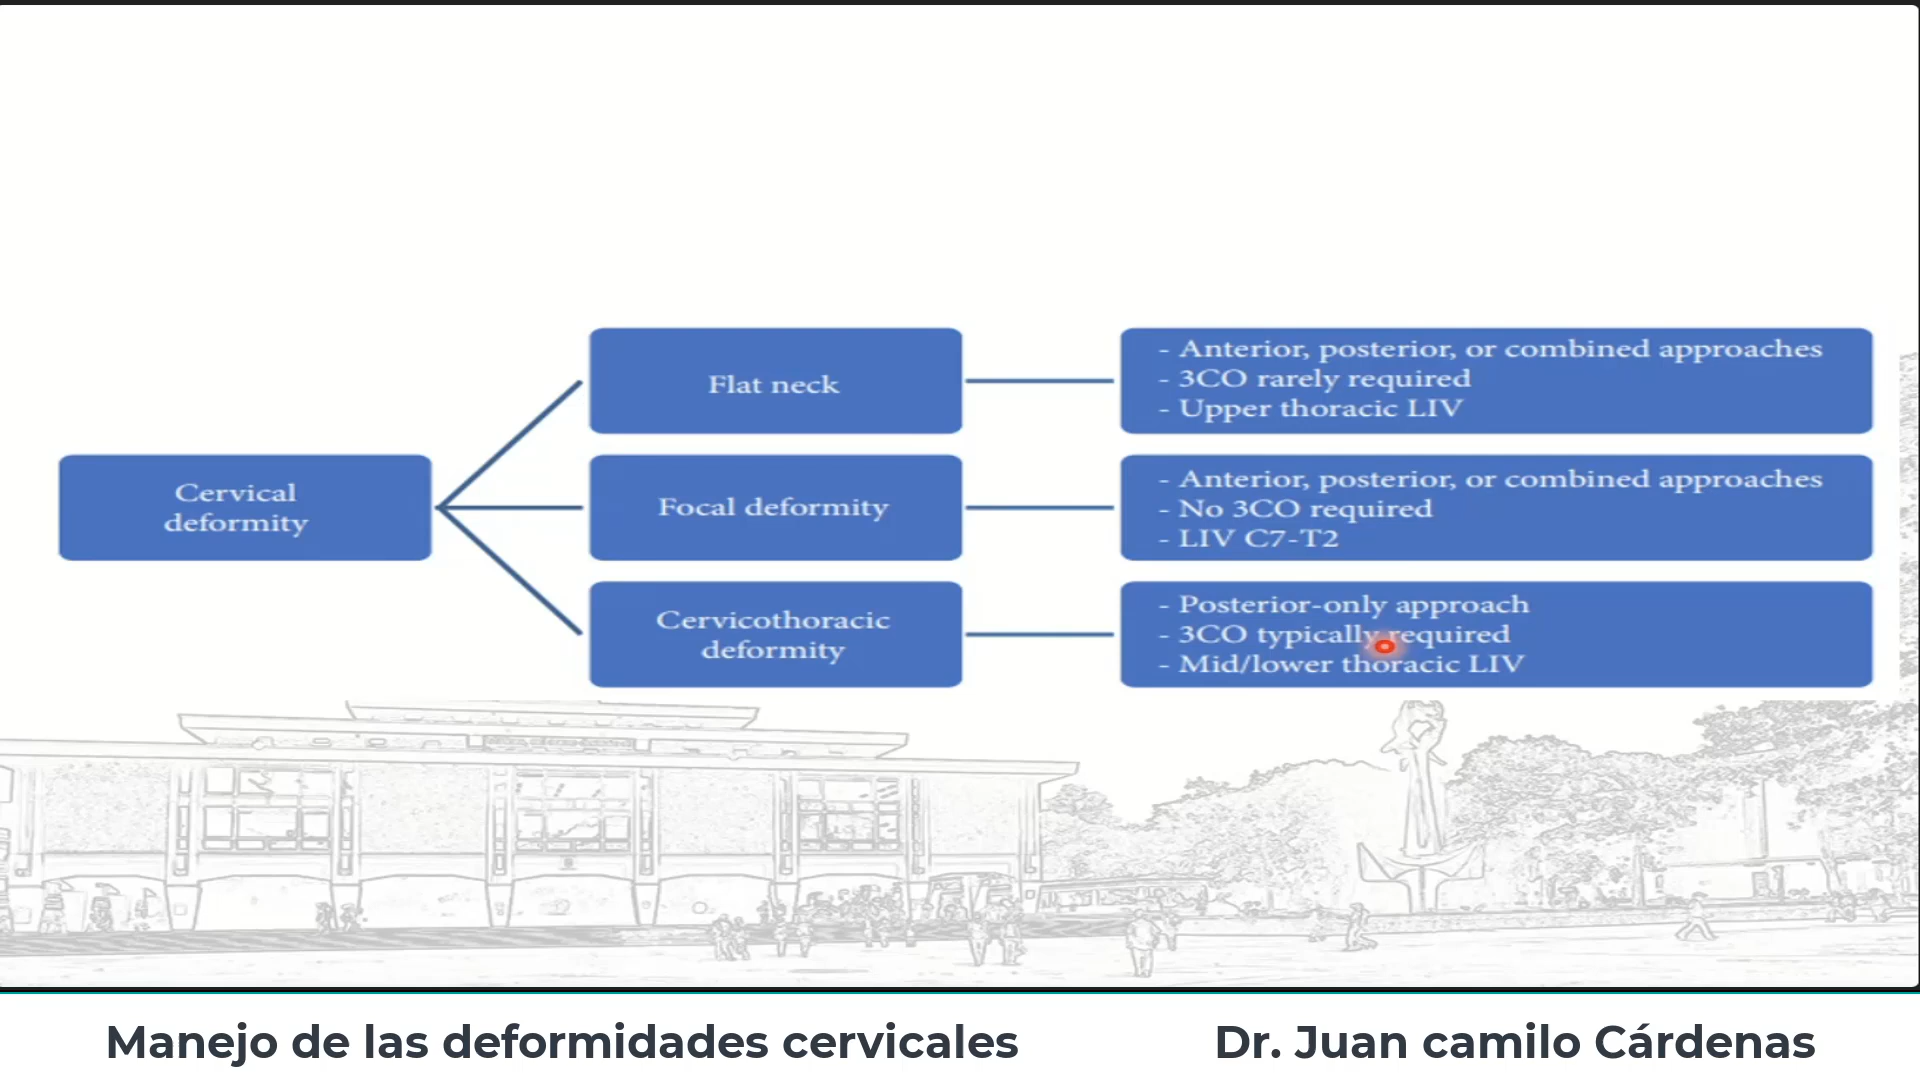 Cervical
deformity
Flat neck
- Anterior, posterior, or combined approaches
- 3CO rarely required
- Upper thoracic LIV
Focal deformity
- Anterior, posterior, or combined approaches
- No 3CO required
- LIV C7-T2
Cervicothoracic
deformity
- Posterior-only approach
- 3CO typically required
- Mid/lower thoracic LIV
Manejo de las deformidades cervicales
Dr. Juan camilo Cárdenas